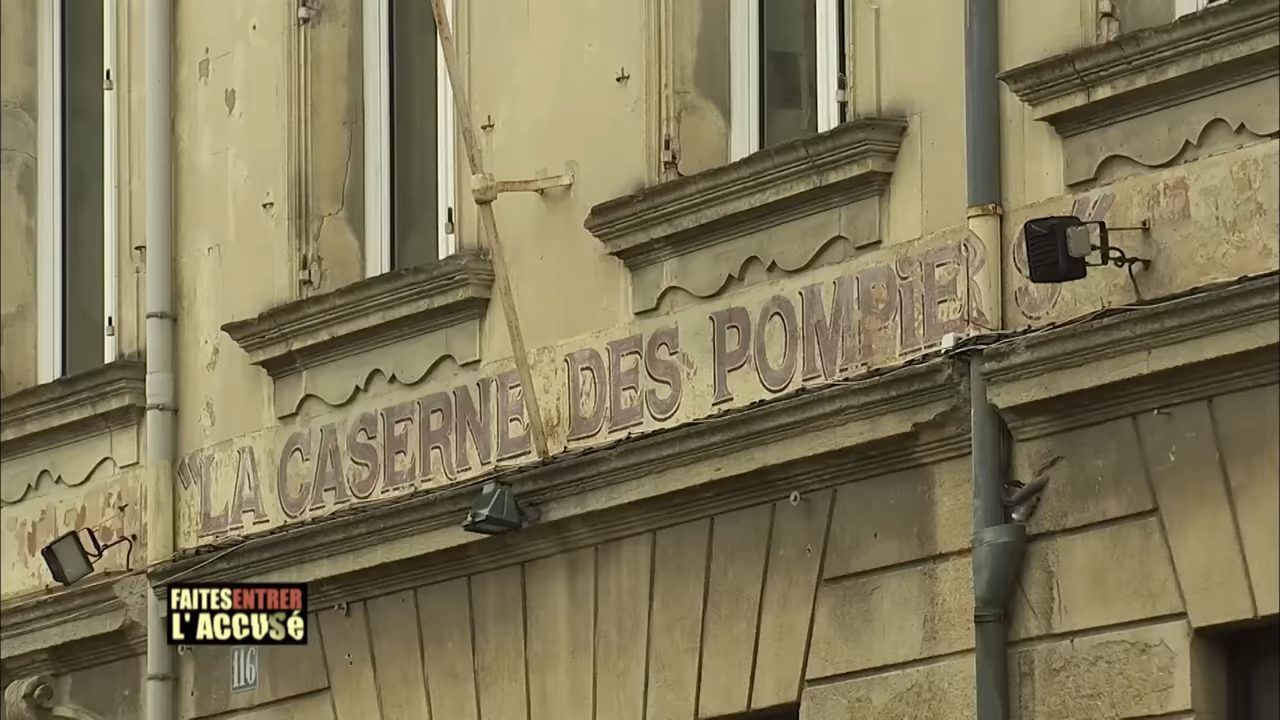 "LA CASERNE DES POMPIERS"
FAITES ENTRER
L'ACCUSÉ
116